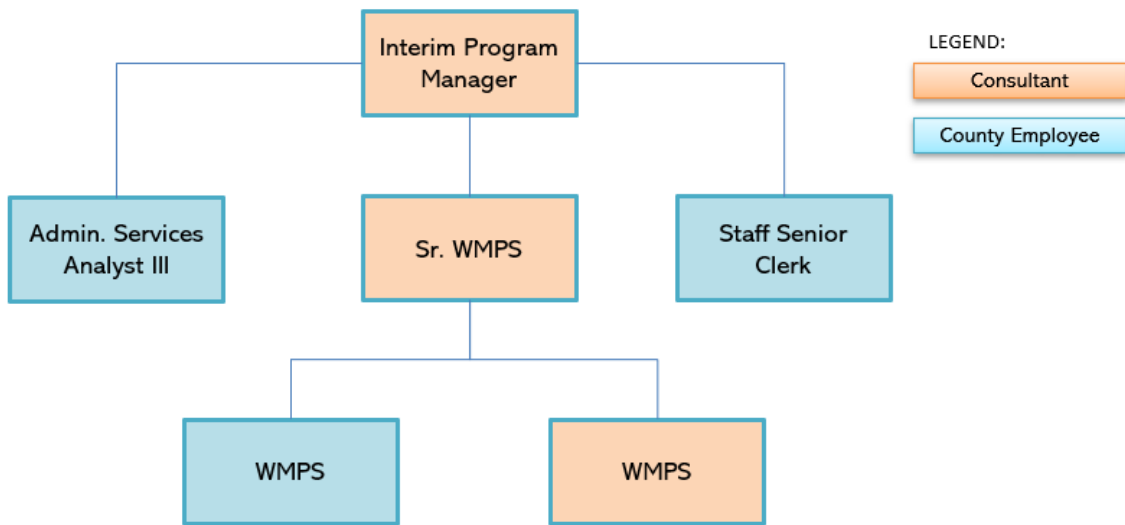 Interim Program
Manager
LEGEND:
Consultant
County Employee
Admin. Services
Analyst III
Sr. WMPS
Staff Senior
Clerk
WMPS
WMPS